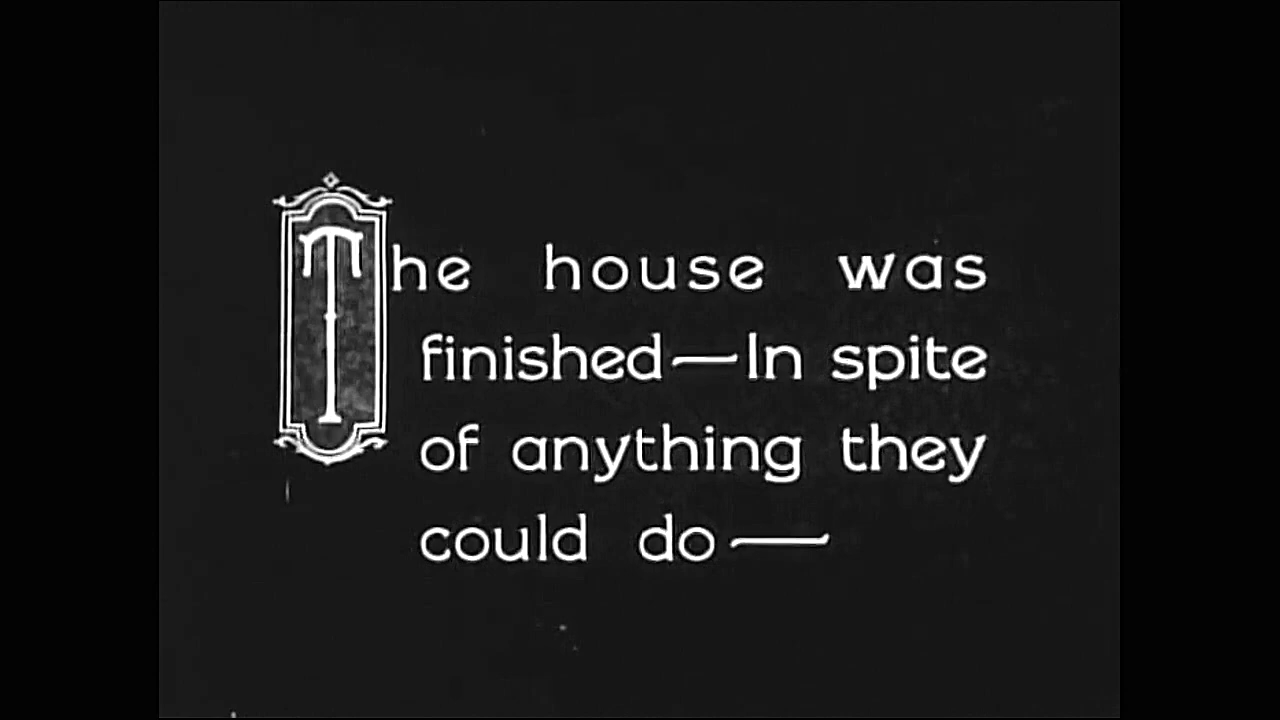 The house was
finished—In spite
of anything they
could do—